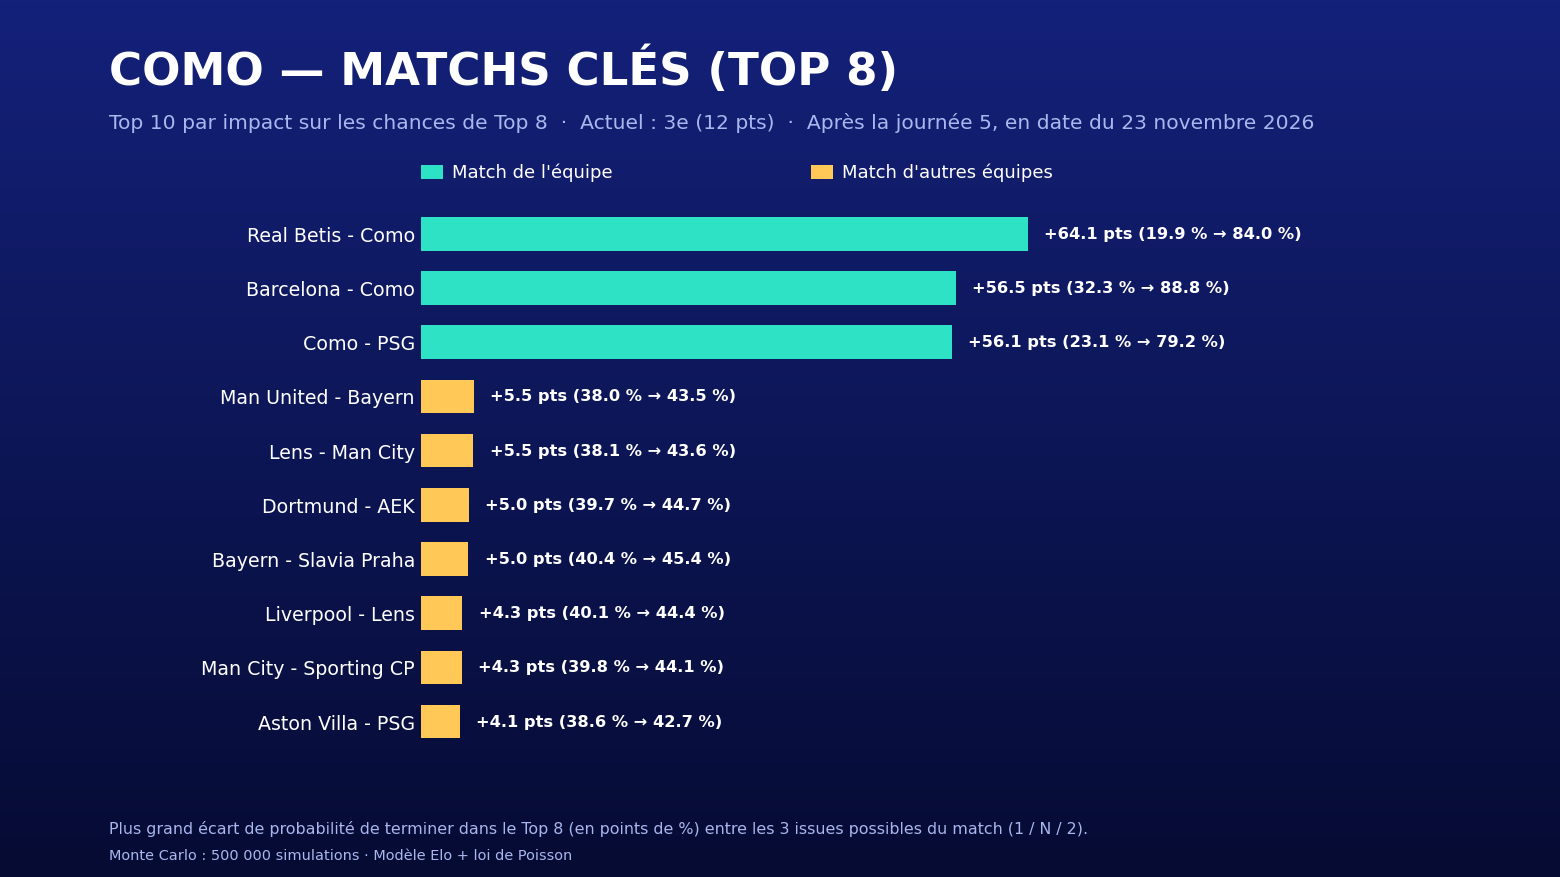 COMO — MATCHS CLÉS (TOP 8)
Top 10 par impact sur les chances de Top 8 · Actuel : 3e (12 pts) · Après la journée 5, en date du 23 novembre 2026
Match de l'équipe
Match d'autres équipes
Real Betis - Como +64.1 pts (19.9 % → 84.0 %)
Barcelona - Como +56.5 pts (32.3 % → 88.8 %)
Como - PSG +56.1 pts (23.1 % → 79.2 %)
Man United - Bayern +5.5 pts (38.0 % → 43.5 %)
Lens - Man City +5.5 pts (38.1 % → 43.6 %)
Dortmund - AEK +5.0 pts (39.7 % → 44.7 %)
Bayern - Slavia Praha +5.0 pts (40.4 % → 45.4 %)
Liverpool - Lens +4.3 pts (40.1 % → 44.4 %)
Man City - Sporting CP +4.3 pts (39.8 % → 44.1 %)
Aston Villa - PSG +4.1 pts (38.6 % → 42.7 %)
Plus grand écart de probabilité de terminer dans le Top 8 (en points de %) entre les 3 issues possibles du match (1 / N / 2).
Monte Carlo : 500 000 simulations · Modèle Elo + loi de Poisson